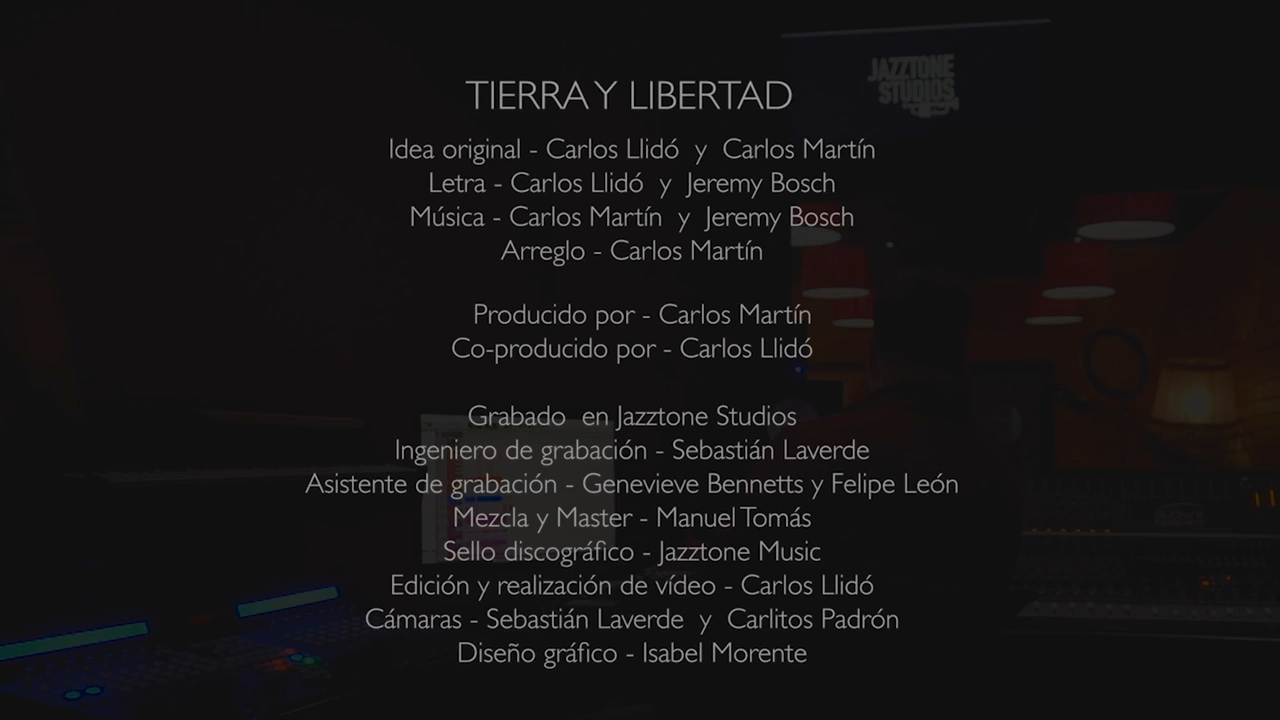 JAZZTONE
STUDIOS
TIERRA Y LIBERTAD
Idea original - Carlos Llidó y Carlos Martín
Letra - Carlos Llidó y Jeremy Bosch
Música - Carlos Martín y Jeremy Bosch
Arreglo - Carlos Martín
Producido por - Carlos Martín
Co-producido por - Carlos Llidó
Grabado en Jazztone Studios
Ingeniero de grabación - Sebastián Laverde
Asistente de grabación - Genevieve Bennetts y Felipe León
Mezcla y Master - Manuel Tomás
Sello discográfico - Jazztone Music
Edición y realización de vídeo - Carlos Llidó
Cámaras - Sebastián Laverde y Carlitos Padrón
Diseño gráfico - Isabel Morente